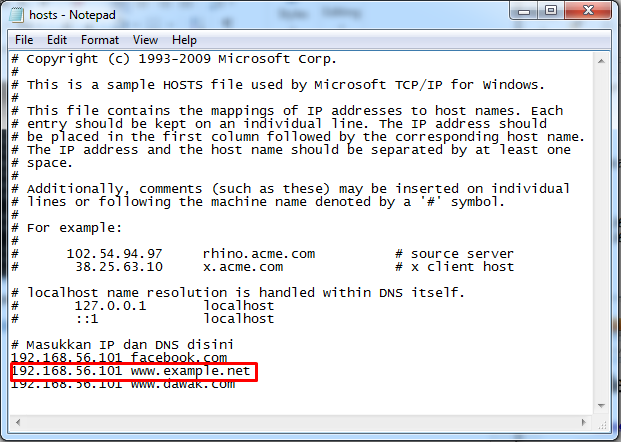 hosts - Notepad
File Edit Format View Help
# Copyright (c) 1993-2009 Microsoft Corp.
#
# This is a sample HOSTS file used by Microsoft TCP/IP for Windows.
#
# This file contains the mappings of IP addresses to host names. Each
# entry should be kept on an individual line. The IP address should
# be placed in the first column followed by the corresponding host name.
# The IP address and the host name should be separated by at least one
# space.
#
# Additionally, comments (such as these) may be inserted on individual
# lines or following the machine name denoted by a '#' symbol.
#
# For example:
#
#      102.54.94.97     rhino.acme.com          # source server
#       38.25.63.10     x.acme.com              # x client host

# localhost name resolution is handled within DNS itself.
#       127.0.0.1       localhost
#       ::1             localhost

# Masukkan IP dan DNS disini
192.168.56.101 facebook.com
192.168.56.101 www.example.net
192.168.56.101 www.dawak.com